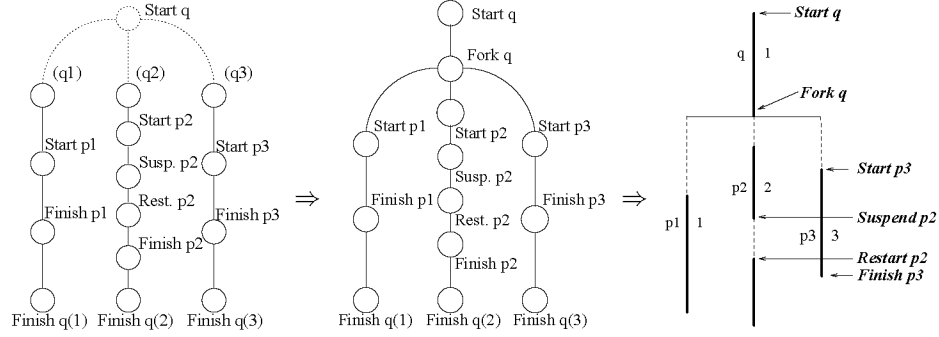 Start q
(q1)
(q2)
(q3)
Start p1
Start p2
Start p3
Susp. p2
Rest. p2
Finish p1
Finish p2
Finish p3
Finish q(1)
Finish q(2)
Finish q(3)
⇒
Start q
Fork q
Start p1
Start p2
Start p3
Susp. p2
Finish p1
Rest. p2
Finish p3
Finish p2
Finish q(1)
Finish q(2)
Finish q(3)
⇒
Start q
q 1
Fork q
Start p3
p2 2
p1 1
Suspend p2
p3 3
Restart p2
Finish p3